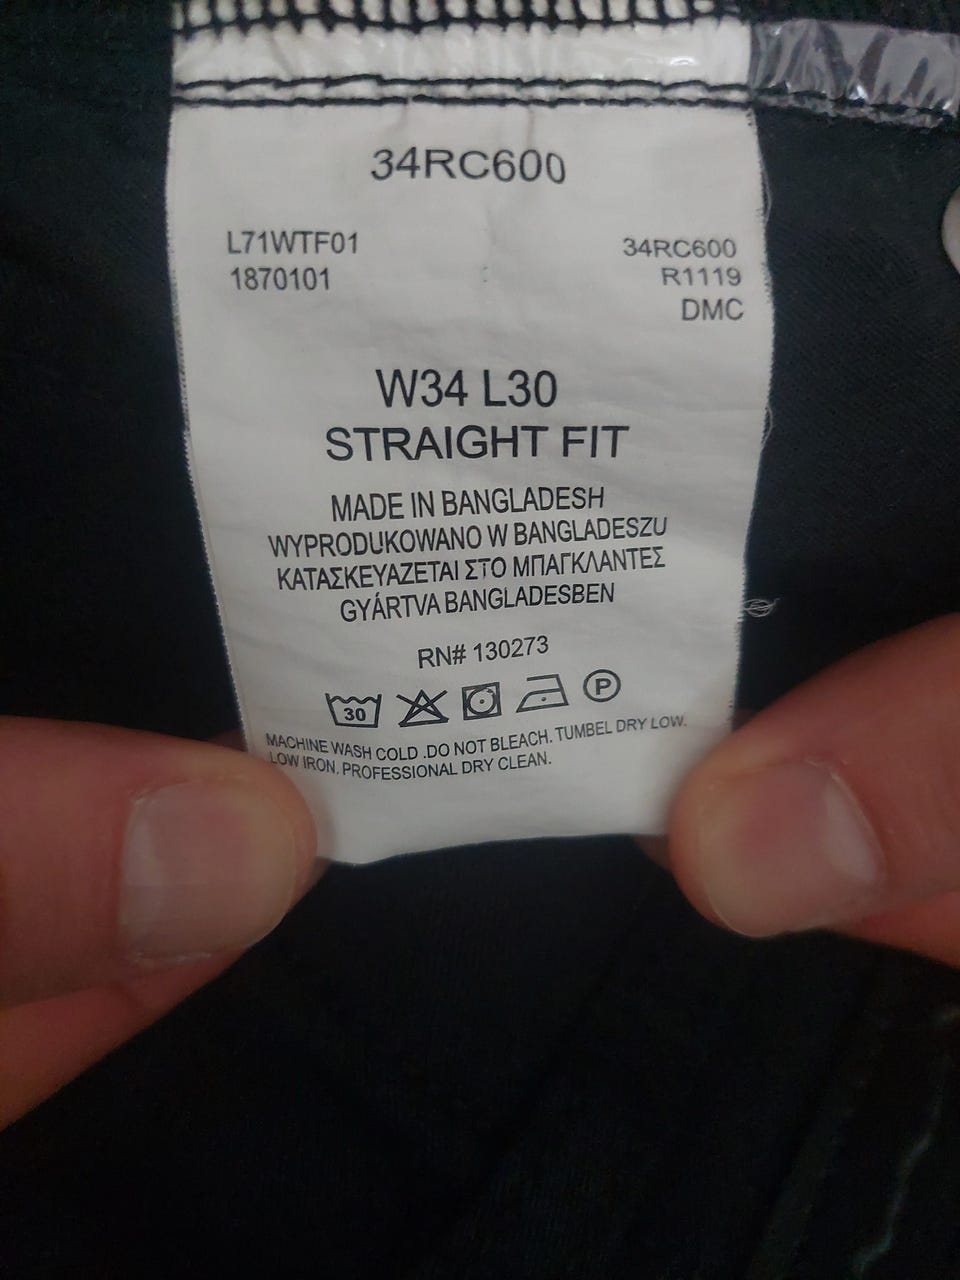 34RC600
L71WTF01
1870101
34RC600
R1119
DMC
W34 L30
STRAIGHT FIT
MADE IN BANGLADESH
WYPRODUKOWANO W BANGLADESZU
ΚΑΤΑΣΚΕΥΑΖΕΤΑΙ ΣΤΟ ΜΠΑΓΚΛΑΝΤΕΣ
GYÁRTVA BANGLADESBEN
RN# 130273
30 P
MACHINE WASH COLD .DO NOT BLEACH. TUMBEL DRY LOW.
LOW IRON. PROFESSIONAL DRY CLEAN.